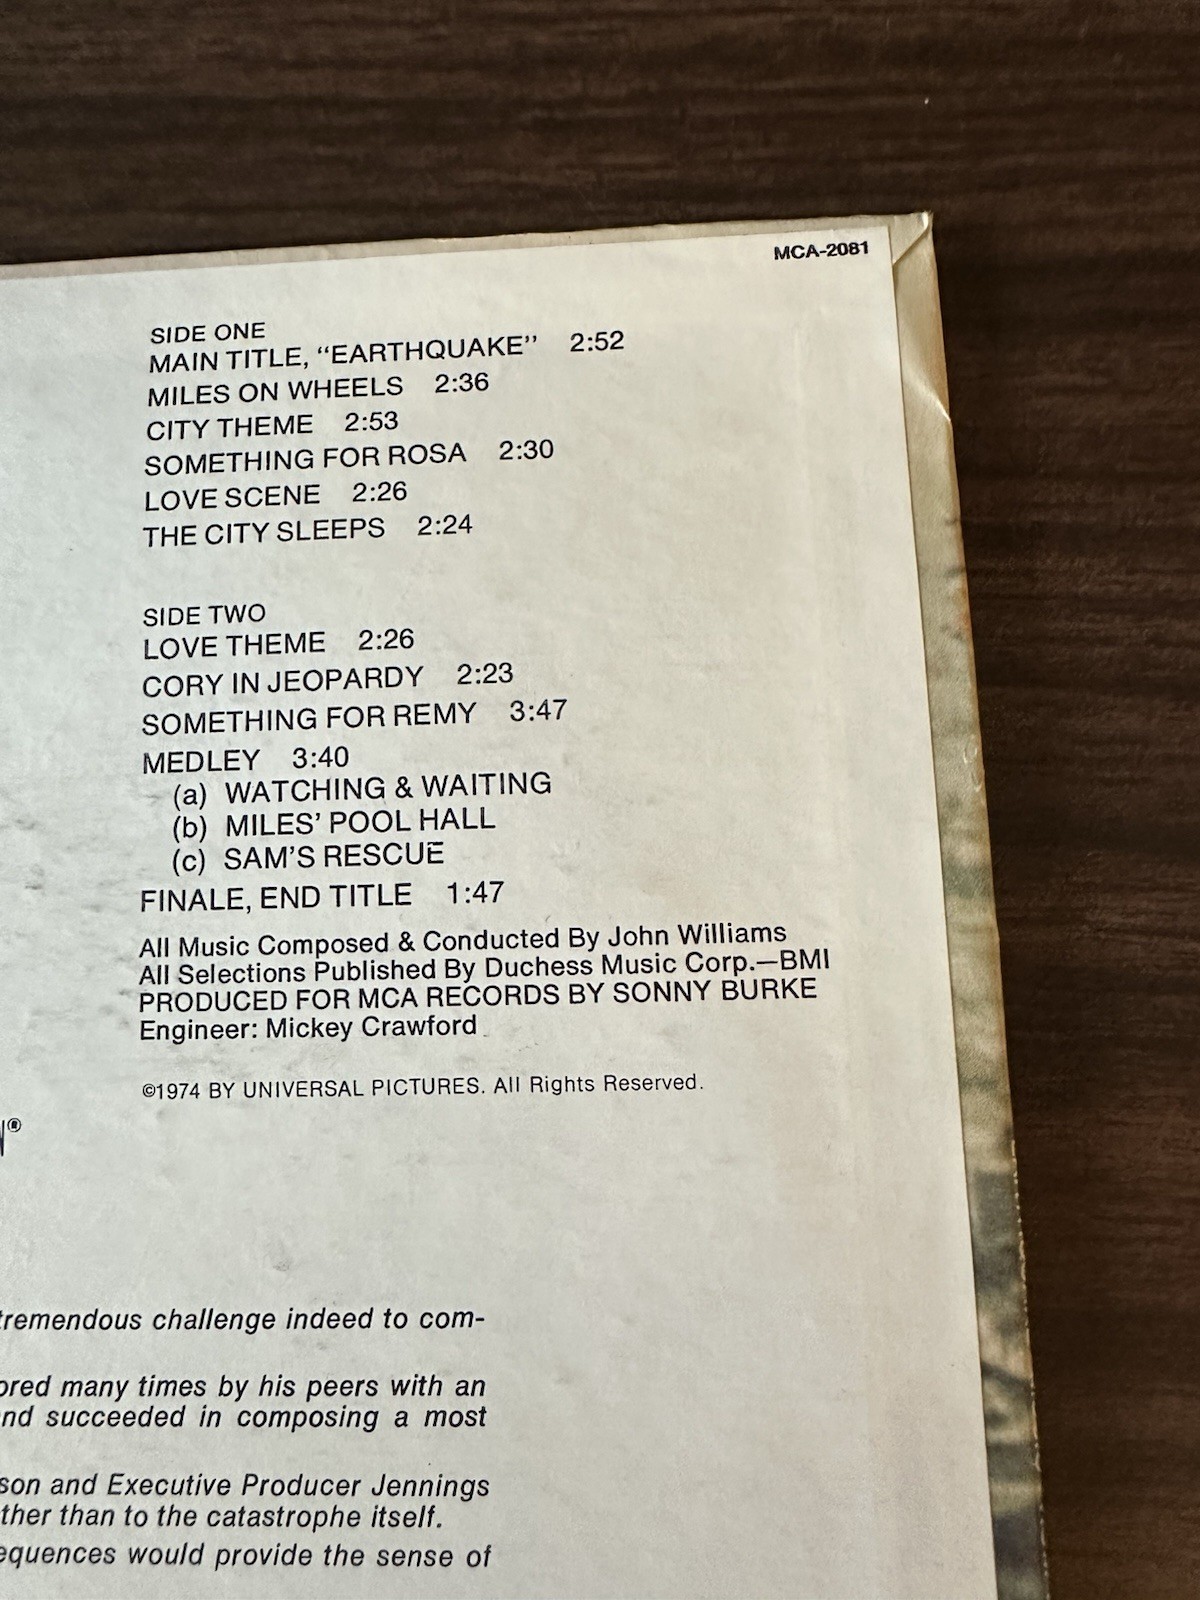 MCA-2081
SIDE ONE
MAIN TITLE, “EARTHQUAKE” 2:52
MILES ON WHEELS 2:36
CITY THEME 2:53
SOMETHING FOR ROSA 2:30
LOVE SCENE 2:26
THE CITY SLEEPS 2:24
SIDE TWO
LOVE THEME 2:26
CORY IN JEOPARDY 2:23
SOMETHING FOR REMY 3:47
MEDLEY 3:40
(a) WATCHING & WAITING
(b) MILES’ POOL HALL
(c) SAM’S RESCUE
FINALE, END TITLE 1:47
All Music Composed & Conducted By John Williams
All Selections Published By Duchess Music Corp.—BMI
PRODUCED FOR MCA RECORDS BY SONNY BURKE
Engineer: Mickey Crawford
©1974 BY UNIVERSAL PICTURES. All Rights Reserved.
®
tremendous challenge indeed to com-
ored many times by his peers with an
nd succeeded in composing a most
son and Executive Producer Jennings
ther than to the catastrophe itself.
equences would provide the sense of